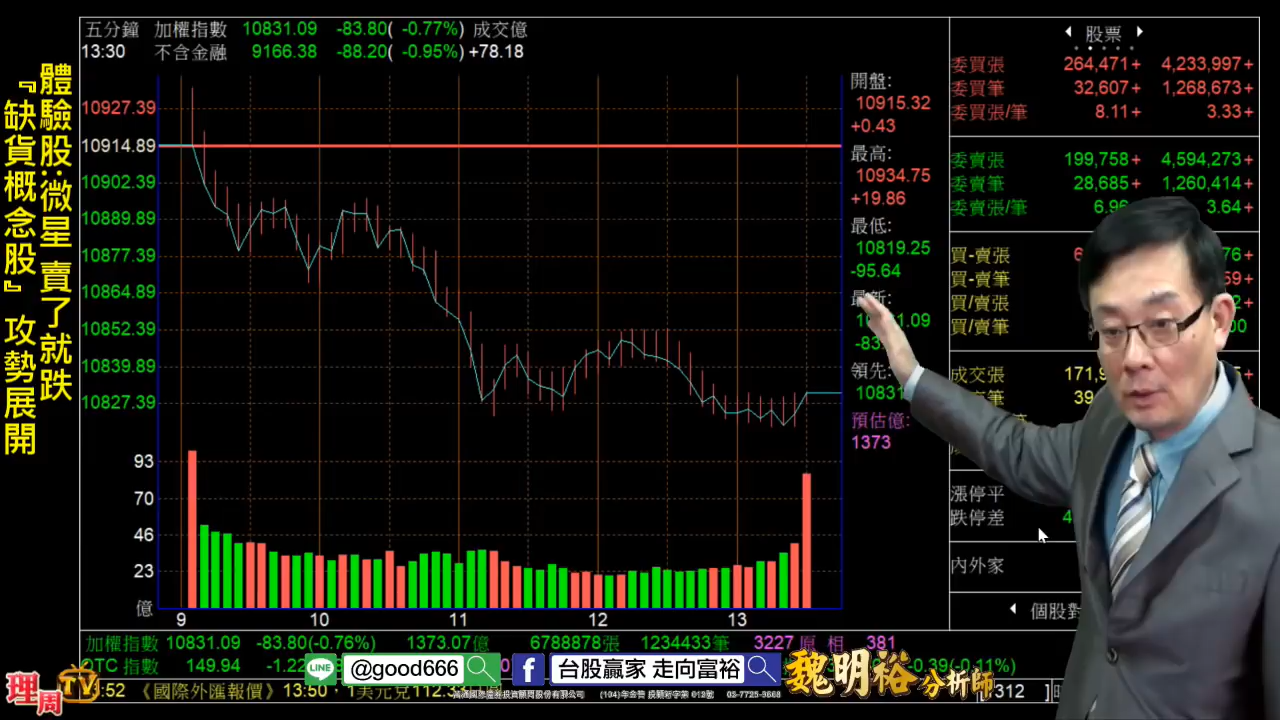 體驗股:微星 賣了就跌
『缺貨概念股』攻勢展開
五分鐘 加權指數 10831.09 -83.80( -0.77%) 成交億
13:30 不含金融 9166.38 -88.20( -0.95%) +78.18
10927.39
10914.89
10902.39
10889.89
10877.39
10864.89
10852.39
10839.89
10827.39
93
70
46
23
億
9 10 11 12 13
開盤:
10915.32
+0.43
最高:
10934.75
+19.86
最低:
10819.25
-95.64
領先:
預估億:
1373
股票
委買張 264,471+ 4,233,997+
委買筆 32,607+ 1,268,673+
委買張/筆 8.11+ 3.33+
委賣張 199,758+ 4,594,273+
委賣筆 28,685+ 1,260,414+
委賣張/筆 3.64+
買-賣張
買-賣筆
買/賣張
買/賣筆
成交張
漲停平
跌停差
內外家
加權指數 10831.09 -83.80(-0.76%) 1373.07億 6788878張 1234433筆 3227 原 相 381
OTC 指數 149.94
《國際外匯報價》13:50
LINE @good666
f 台股贏家 走向富裕
魏明裕 分析師
理周TV